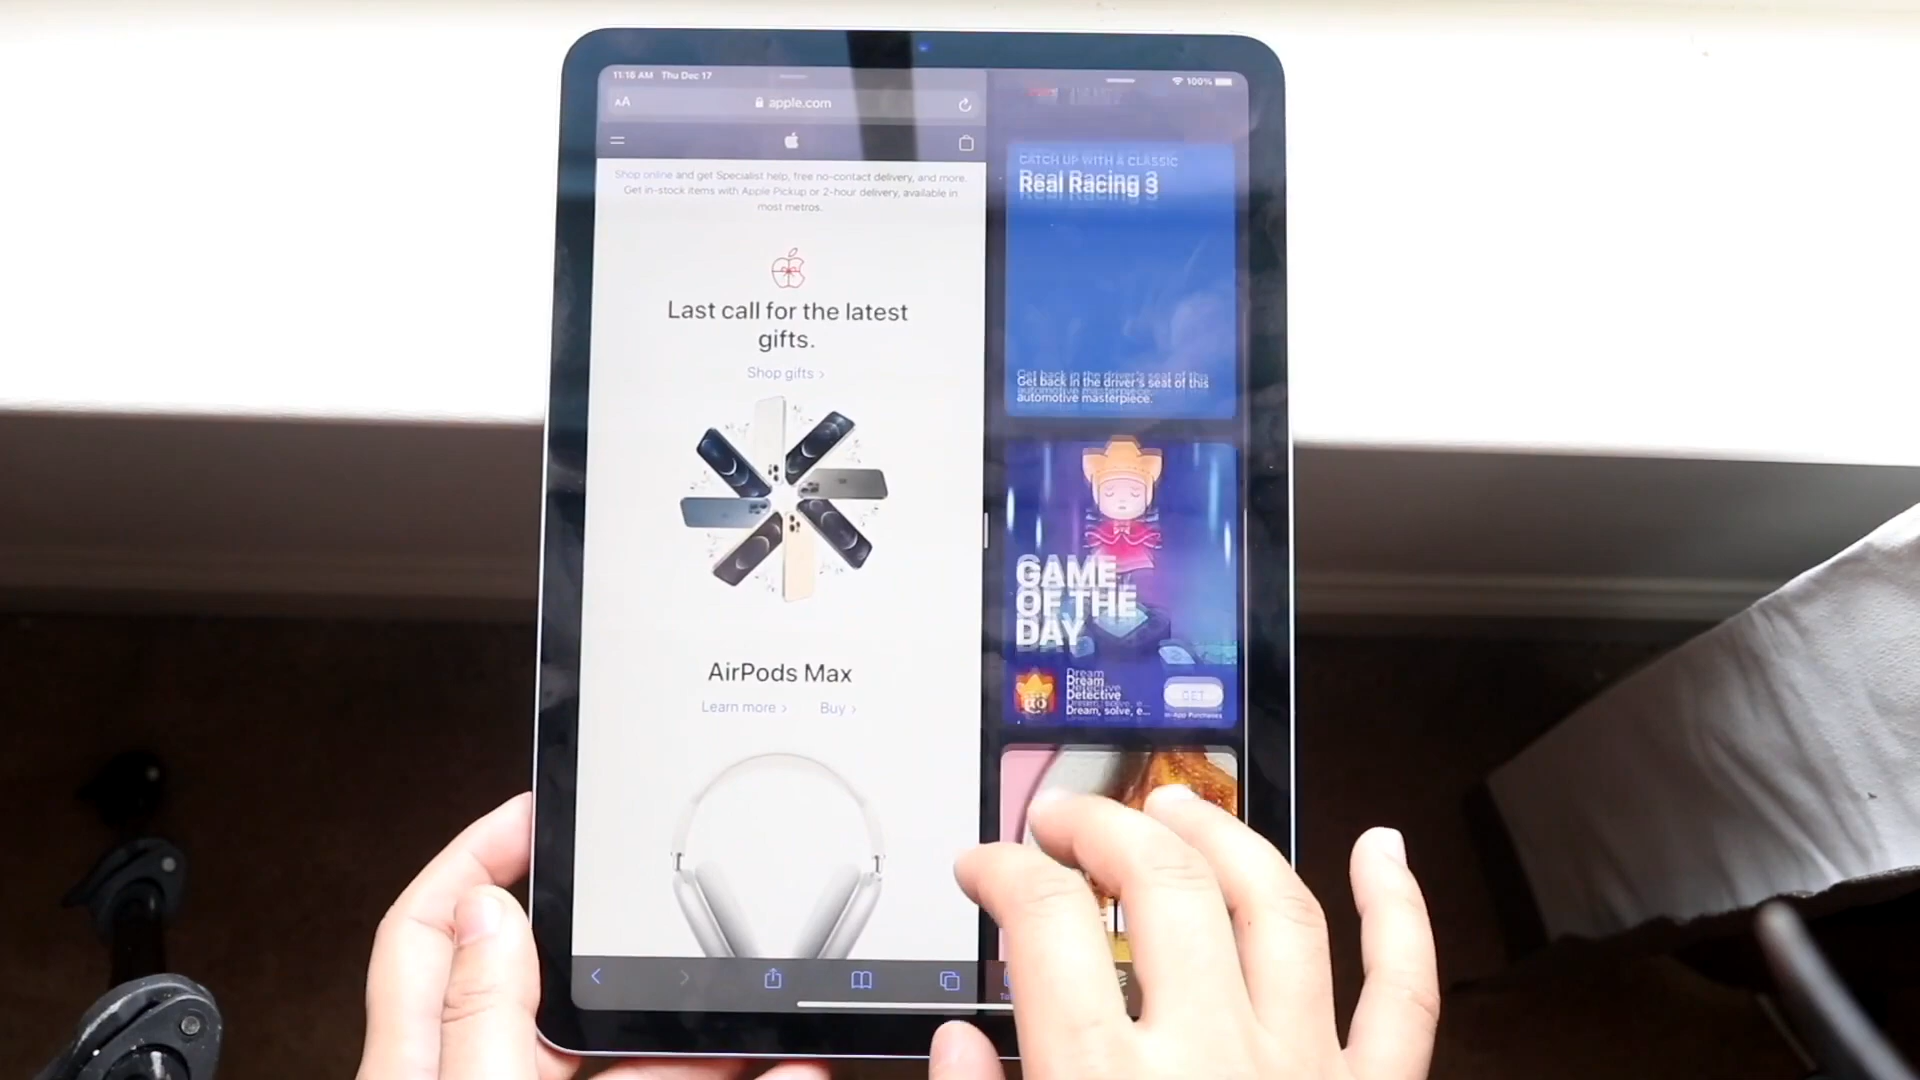 11:16 AM Thu Dec 17
100%
AA
apple.com
Shop online and get Specialist help, free no-contact delivery, and more.
Get in-stock items with Apple Pickup or 2-hour delivery, available in
most metros.
Last call for the latest
gifts.
Shop gifts >
AirPods Max
Learn more >
Buy >
CATCH UP WITH A CLASSIC
Real Racing 3
Get back in the driver's seat of this
automotive masterpiece.
GAME
OF THE
DAY
Dream
Detective
Dream, solve, e...
GET
In-App Purchases